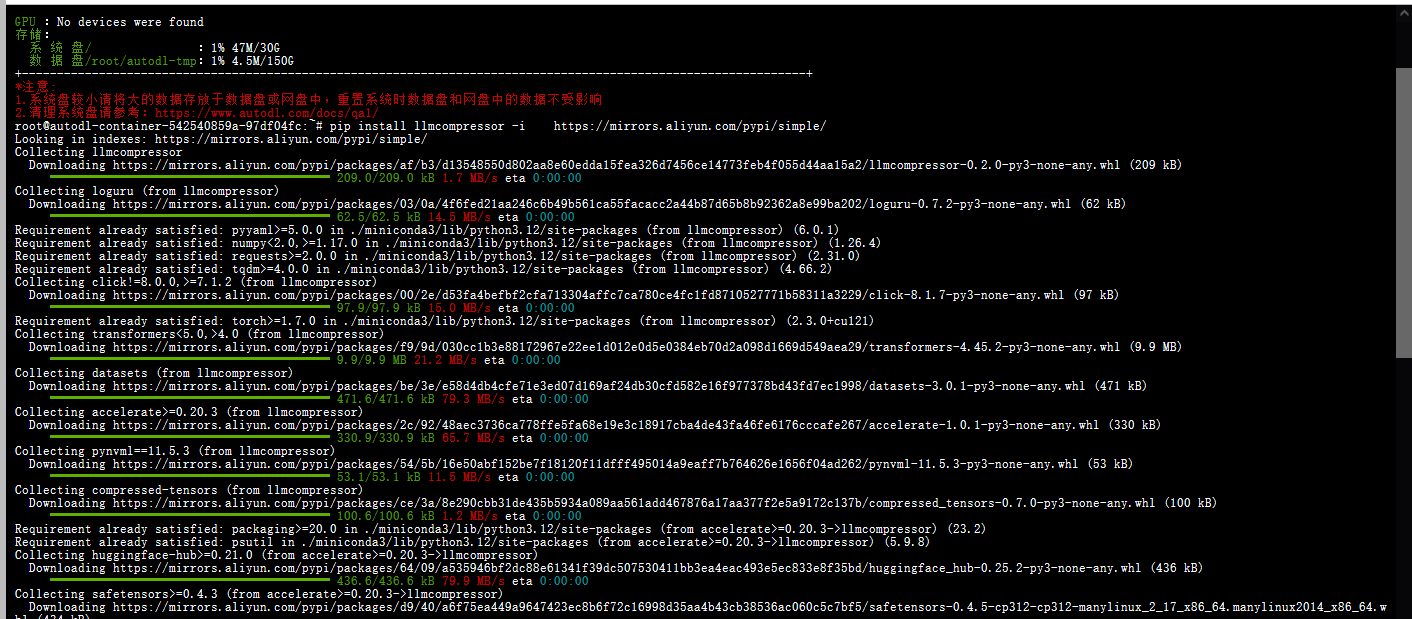 GPU : No devices were found
存储:
系 统 盘/ : 1% 47M/30G
数 据 盘/root/autodl-tmp: 1% 4.5M/150G
+----------------------------------------------------------------------------------------------------------------+
*注意:
1.系统盘较小请将大的数据存放于数据盘或网盘中，重置系统时数据盘和网盘中的数据不受影响
2.清理系统盘请参考: https://www.autodl.com/docs/qa1/
root@autodl-container-542540859a-97df04fc:~# pip install llmcompressor -i https://mirrors.aliyun.com/pypi/simple/
Looking in indexes: https://mirrors.aliyun.com/pypi/simple/
Collecting llmcompressor
Downloading https://mirrors.aliyun.com/pypi/packages/af/b3/d13548550d802aa8e60edda15fea326d7456ce14773feb4f055d44aa15a2/llmcompressor-0.2.0-py3-none-any.whl (209 kB)
209.0/209.0 kB 1.7 MB/s eta 0:00:00
Collecting loguru (from llmcompressor)
Downloading https://mirrors.aliyun.com/pypi/packages/03/0a/4f6fed21aa246c6b49b561ca55facacc2a44b87d65b8b92362a8e99ba202/loguru-0.7.2-py3-none-any.whl (62 kB)
62.5/62.5 kB 14.5 MB/s eta 0:00:00
Requirement already satisfied: pyyaml>=5.0.0 in ./miniconda3/lib/python3.12/site-packages (from llmcompressor) (6.0.1)
Requirement already satisfied: numpy<2.0,>=1.17.0 in ./miniconda3/lib/python3.12/site-packages (from llmcompressor) (1.26.4)
Requirement already satisfied: requests>=2.0.0 in ./miniconda3/lib/python3.12/site-packages (from llmcompressor) (2.31.0)
Requirement already satisfied: tqdm>=4.0.0 in ./miniconda3/lib/python3.12/site-packages (from llmcompressor) (4.66.2)
Collecting click!=8.0.0,>=7.1.2 (from llmcompressor)
Downloading https://mirrors.aliyun.com/pypi/packages/00/2e/d53fa4befbf2cfa713304affc7ca780ce4fc1fd8710527771b58311a3229/click-8.1.7-py3-none-any.whl (97 kB)
97.9/97.9 kB 15.0 MB/s eta 0:00:00
Requirement already satisfied: torch>=1.7.0 in ./miniconda3/lib/python3.12/site-packages (from llmcompressor) (2.3.0+cu121)
Collecting transformers<5.0,>4.0 (from llmcompressor)
Downloading https://mirrors.aliyun.com/pypi/packages/f9/9d/030cc1b3e88172967e22ee1d012e0d5e0384eb70d2a098d1669d549aea29/transformers-4.45.2-py3-none-any.whl (9.9 MB)
9.9/9.9 MB 21.2 MB/s eta 0:00:00
Collecting datasets (from llmcompressor)
Downloading https://mirrors.aliyun.com/pypi/packages/be/3e/e58d4db4cfe71e3ed07d169af24db30cfd582e16f977378bd43fd7ec1998/datasets-3.0.1-py3-none-any.whl (471 kB)
471.6/471.6 kB 79.3 MB/s eta 0:00:00
Collecting accelerate>=0.20.3 (from llmcompressor)
Downloading https://mirrors.aliyun.com/pypi/packages/2c/92/48aec3736ca778ffe5fa68e19e3c18917cba4de43fa46fe6176cccafe267/accelerate-1.0.1-py3-none-any.whl (330 kB)
330.9/330.9 kB 65.7 MB/s eta 0:00:00
Collecting pynvml==11.5.3 (from llmcompressor)
Downloading https://mirrors.aliyun.com/pypi/packages/54/5b/16e50abf152be7f18120f11dfff495014a9eaff7b764626e1656f04ad262/pynvml-11.5.3-py3-none-any.whl (53 kB)
53.1/53.1 kB 11.5 MB/s eta 0:00:00
Collecting compressed-tensors (from llmcompressor)
Downloading https://mirrors.aliyun.com/pypi/packages/ce/3a/8e290cbb31de435b5934a089aa561add467876a17aa377f2e5a9172c137b/compressed_tensors-0.7.0-py3-none-any.whl (100 kB)
100.6/100.6 kB 1.2 MB/s eta 0:00:00
Requirement already satisfied: packaging>=20.0 in ./miniconda3/lib/python3.12/site-packages (from accelerate>=0.20.3->llmcompressor) (23.2)
Requirement already satisfied: psutil in ./miniconda3/lib/python3.12/site-packages (from accelerate>=0.20.3->llmcompressor) (5.9.8)
Collecting huggingface-hub>=0.21.0 (from accelerate>=0.20.3->llmcompressor)
Downloading https://mirrors.aliyun.com/pypi/packages/64/09/a535946bf2dc88e61341f39dc507530411bb3ea4eac493e5ec833e8f35bd/huggingface_hub-0.25.2-py3-none-any.whl (436 kB)
436.6/436.6 kB 79.9 MB/s eta 0:00:00
Collecting safetensors>=0.4.3 (from accelerate>=0.20.3->llmcompressor)
Downloading https://mirrors.aliyun.com/pypi/packages/d9/40/a6f75ea449a9647423ec8b6f72c16998d35aa4b43cb38536ac060c5c7bf5/safetensors-0.4.5-cp312-cp312-manylinux_2_17_x86_64.manylinux2014_x86_64.w